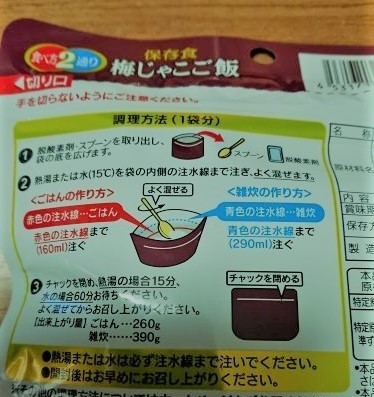 食べ方2通り
保存食
梅じゃこご飯
切り口
手を切らないようにご注意ください。
調理方法(1袋分)
1 脱酸素剤・スプーンを取り出し、
袋の底を広げます。
スプーン
脱酸素剤
2 熱湯または水(15℃)を袋の内側の注水線まで注ぎ、よく混ぜます。
<ごはんの作り方>
赤色の注水線…ごはん
赤色の注水線まで
(160ml)注ぐ
よく混ぜる
<雑炊の作り方>
青色の注水線…雑炊
青色の注水線まで
(290ml)注ぐ
3 チャックを閉め、熱湯の場合15分、
水の場合60分お待ちください。
よく混ぜてからお召し上がりください。
[出来上がり量]ごはん…260g
雑炊……390g
チャックを閉める
●熱湯または水は必ず注水線まで注いでください。
●開封後はお早めにお召し上がりください。
名 称
原材料名
内 容
賞味期
保存方
製 造
本品
原材
特定原
特定原
準ず